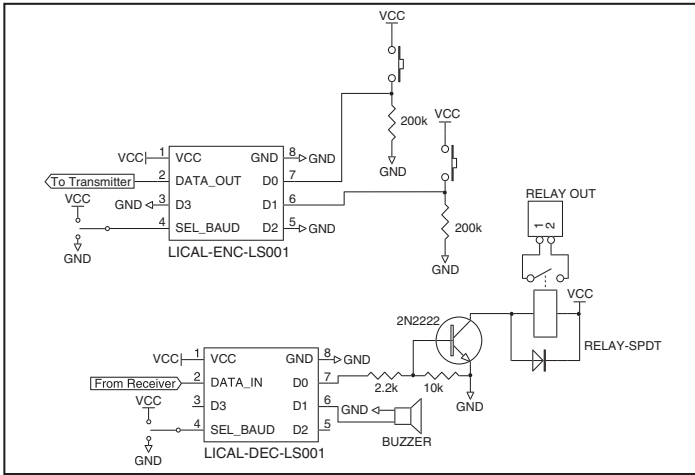 VCC
200k
VCC
GND
VCC 1 VCC GND 8 GND
To Transmitter 2 DATA_OUT D0 7
GND 3 D3 D1 6
VCC
4 SEL_BAUD D2 5 GND
GND
LICAL-ENC-LS001
200k
GND
RELAY OUT
1 2
VCC
2N2222
RELAY-SPDT
VCC 1 VCC GND 8 GND
From Receiver 2 DATA_IN D0 7
2.2k 10k
GND
VCC
3 D3 D1 6 GND
4 SEL_BAUD D2 5
BUZZER
GND
LICAL-DEC-LS001